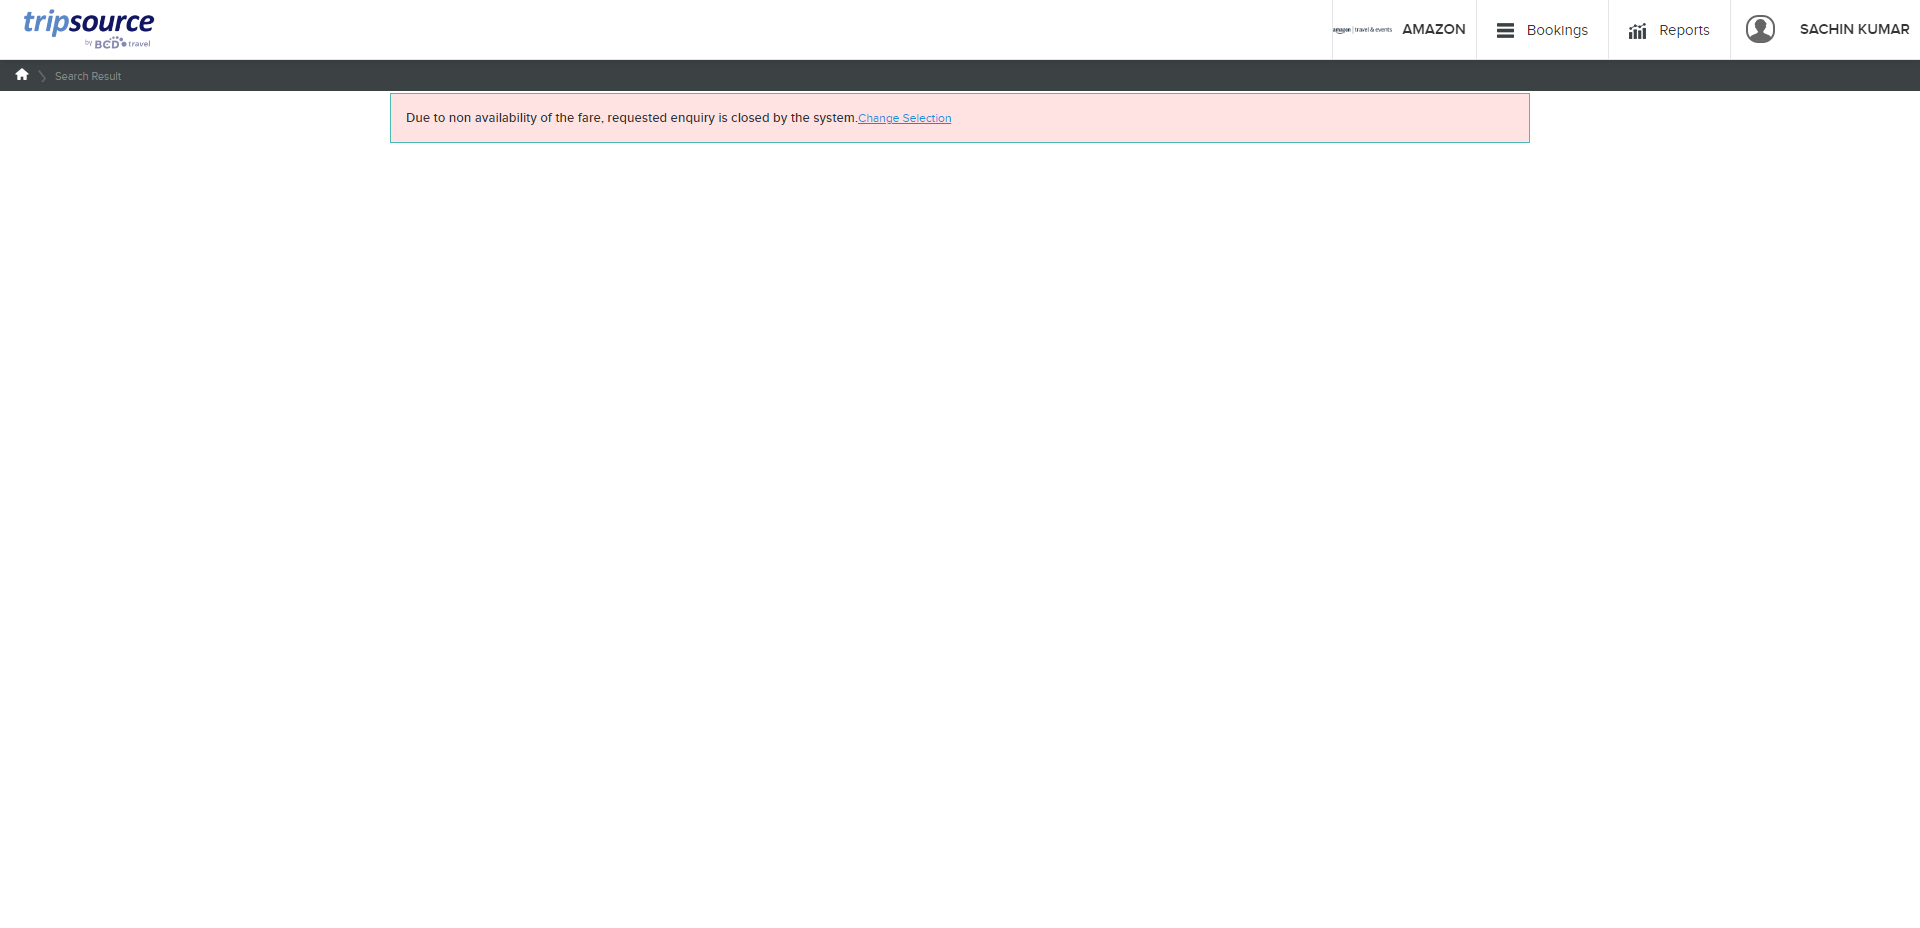 tripsource
by BCD travel
amazon | travel & events
AMAZON
Bookings
Reports
SACHIN KUMAR
Search Result
Due to non availability of the fare, requested enquiry is closed by the system.Change Selection